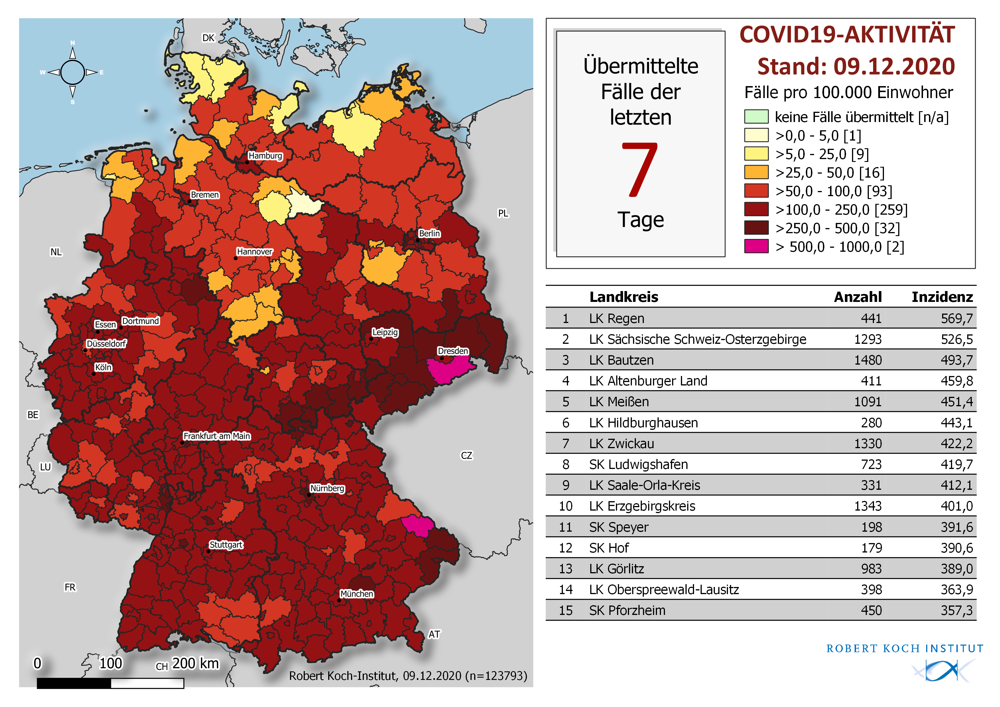 DK
N
W
E
S
Hamburg
Bremen
PL
Berlin
NL
Hannover
Essen
Dortmund
Düsseldorf
Leipzig
Dresden
Köln
BE
Frankfurt am Main
CZ
LU
Nürnberg
Stuttgart
FR
München
AT
0 100 200 km
CH
Robert Koch-Institut, 09.12.2020 (n=123793)
Übermittelte
Fälle der
letzten
7
Tage
COVID19-AKTIVITÄT
Stand: 09.12.2020
Fälle pro 100.000 Einwohner
keine Fälle übermittelt [n/a]
>0,0 - 5,0 [1]
>5,0 - 25,0 [9]
>25,0 - 50,0 [16]
>50,0 - 100,0 [93]
>100,0 - 250,0 [259]
>250,0 - 500,0 [32]
> 500,0 - 1000,0 [2]
Landkreis Anzahl Inzidenz
1 LK Regen 441 569,7
2 LK Sächsische Schweiz-Osterzgebirge 1293 526,5
3 LK Bautzen 1480 493,7
4 LK Altenburger Land 411 459,8
5 LK Meißen 1091 451,4
6 LK Hildburghausen 280 443,1
7 LK Zwickau 1330 422,2
8 SK Ludwigshafen 723 419,7
9 LK Saale-Orla-Kreis 331 412,1
10 LK Erzgebirgskreis 1343 401,0
11 SK Speyer 198 391,6
12 SK Hof 179 390,6
13 LK Görlitz 983 389,0
14 LK Oberspreewald-Lausitz 398 363,9
15 SK Pforzheim 450 357,3
ROBERT KOCH INSTITUT